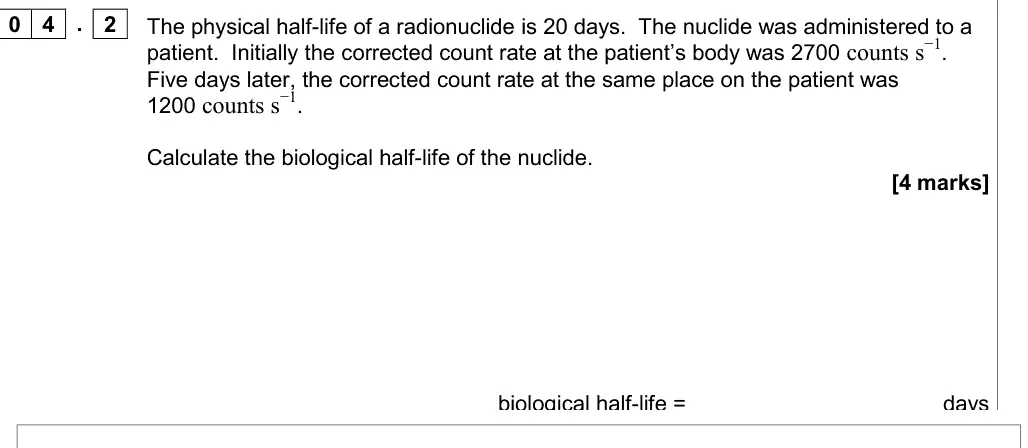 04.2 The physical half-life of a radionuclide is 20 days. The nuclide was administered to a
patient. Initially the corrected count rate at the patient's body was 2700 counts s⁻¹.
Five days later, the corrected count rate at the same place on the patient was
1200 counts s⁻¹.
Calculate the biological half-life of the nuclide.
[4 marks]
biological half-life = days